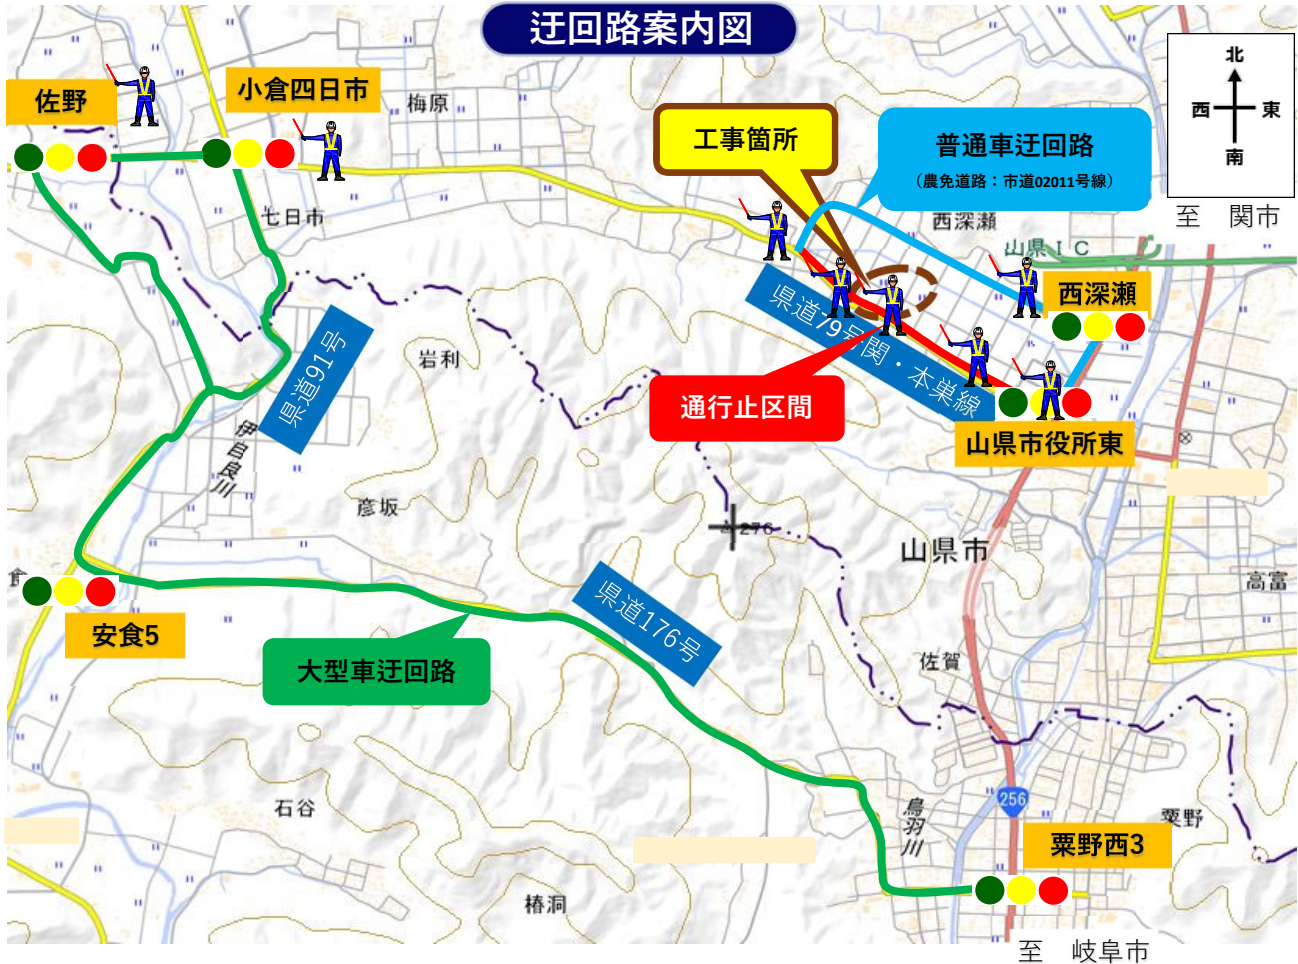 迂回路案内図
北
西 東
南
佐野
小倉四日市
梅原
工事箇所
普通車迂回路
(農免道路：市道02011号線)
至 関市
七日市
西深瀬
山県ＩＣ
西深瀬
県道79号関・本巣線
県道91号
岩利
通行止区間
山県市役所東
伊自良川
彦坂
276
山県市
高富
県道176号
安食5
食
大型車迂回路
佐賀
石谷
鳥羽川
256
粟野
粟野西3
椿洞
至 岐阜市